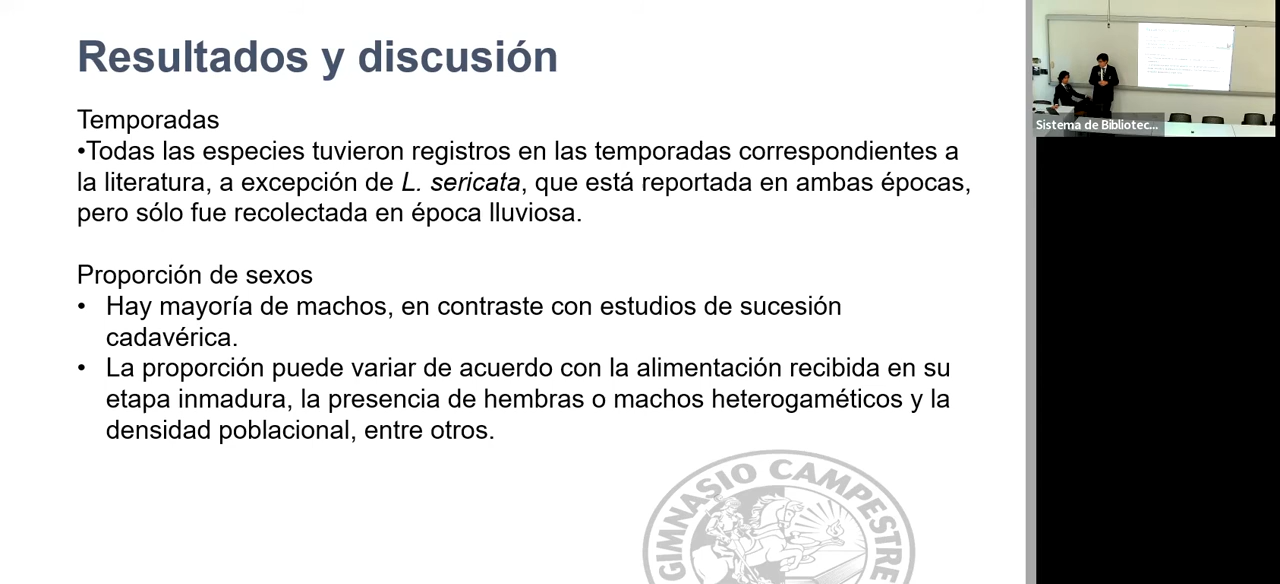 Resultados y discusión
Temporadas
•Todas las especies tuvieron registros en las temporadas correspondientes a
la literatura, a excepción de L. sericata, que está reportada en ambas épocas,
pero sólo fue recolectada en época lluviosa.
Proporción de sexos
• Hay mayoría de machos, en contraste con estudios de sucesión
cadavérica.
• La proporción puede variar de acuerdo con la alimentación recibida en su
etapa inmadura, la presencia de hembras o machos heterogaméticos y la
densidad poblacional, entre otros.
GIMNASIO CAMPESTRE
Sistema de Bibliotec...